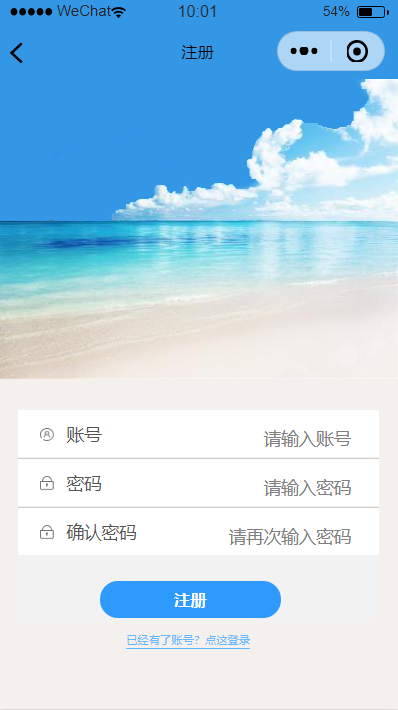 ●●●●● WeChat 10:01 54%
注册
账号 请输入账号
密码 请输入密码
确认密码 请再次输入密码
注册
已经有了账号？点这登录